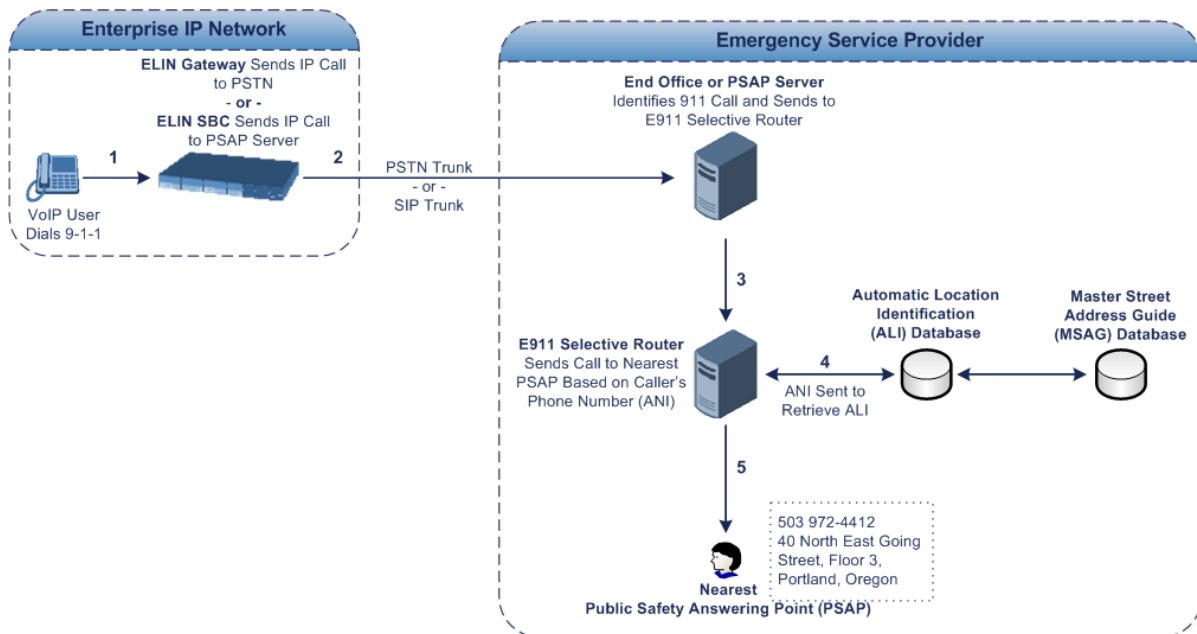 Enterprise IP Network
ELIN Gateway Sends IP Call
to PSTN
- or -
ELIN SBC Sends IP Call
to PSAP Server
1
2
VoIP User
Dials 9-1-1
PSTN Trunk
- or -
SIP Trunk
Emergency Service Provider
End Office or PSAP Server
Identifies 911 Call and Sends to
E911 Selective Router
3
E911 Selective Router
Sends Call to Nearest
PSAP Based on Caller's
Phone Number (ANI)
4
ANI Sent to
Retrieve ALI
Automatic Location
Identification
(ALI) Database
Master Street
Address Guide
(MSAG) Database
5
503 972-4412
40 North East Going
Street, Floor 3,
Portland, Oregon
Nearest
Public Safety Answering Point (PSAP)